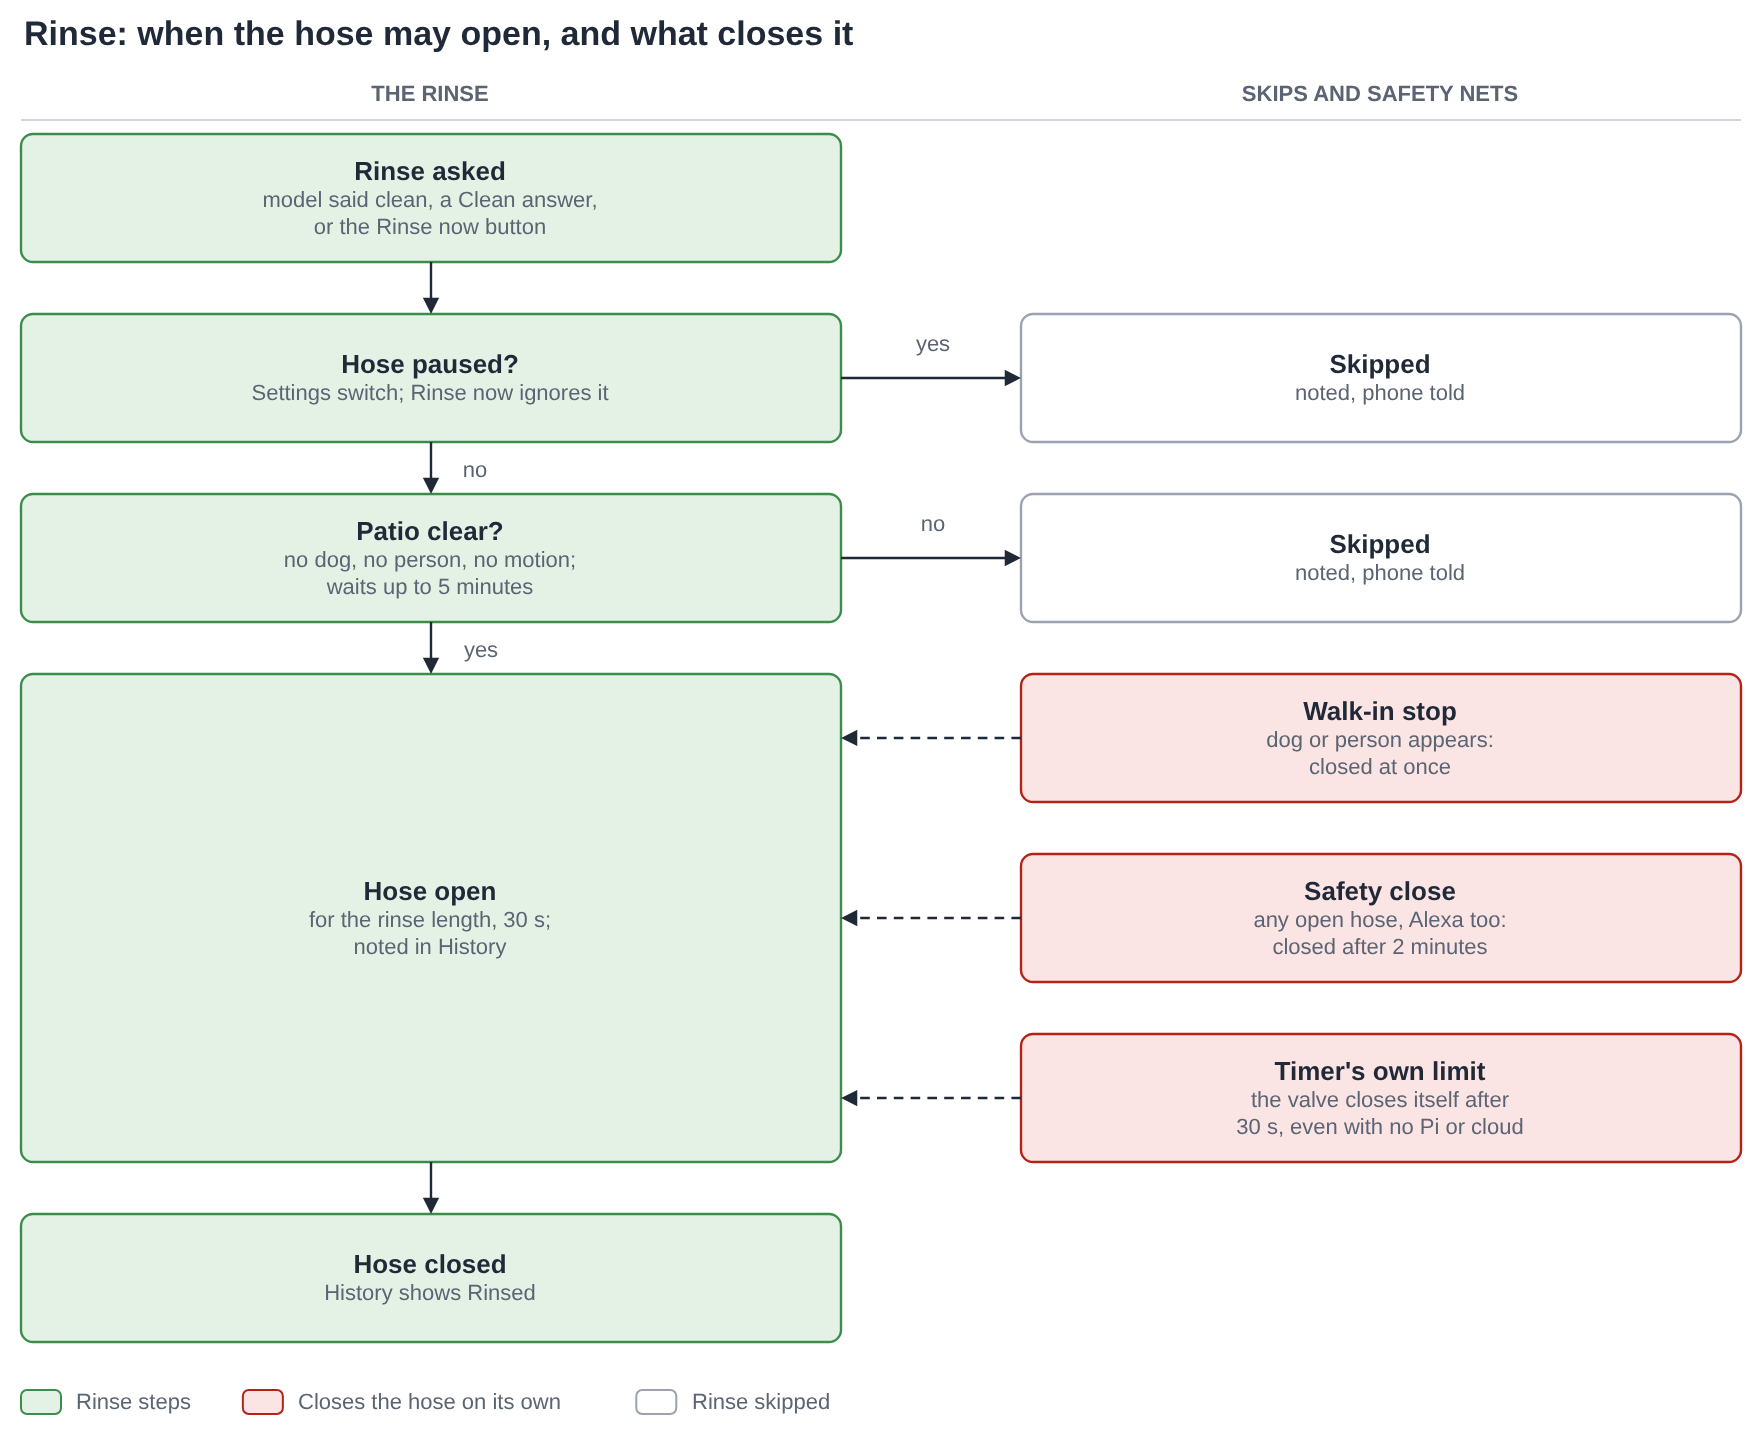 Rinse: when the hose may open, and what closes it
THE RINSE
SKIPS AND SAFETY NETS
Rinse asked
model said clean, a Clean answer,
or the Rinse now button
Hose paused?
Settings switch; Rinse now ignores it
yes
Skipped
noted, phone told
no
Patio clear?
no dog, no person, no motion;
waits up to 5 minutes
no
Skipped
noted, phone told
yes
Hose open
for the rinse length, 30 s;
noted in History
Walk-in stop
dog or person appears:
closed at once
Safety close
any open hose, Alexa too:
closed after 2 minutes
Timer's own limit
the valve closes itself after
30 s, even with no Pi or cloud
Hose closed
History shows Rinsed
Rinse steps
Closes the hose on its own
Rinse skipped